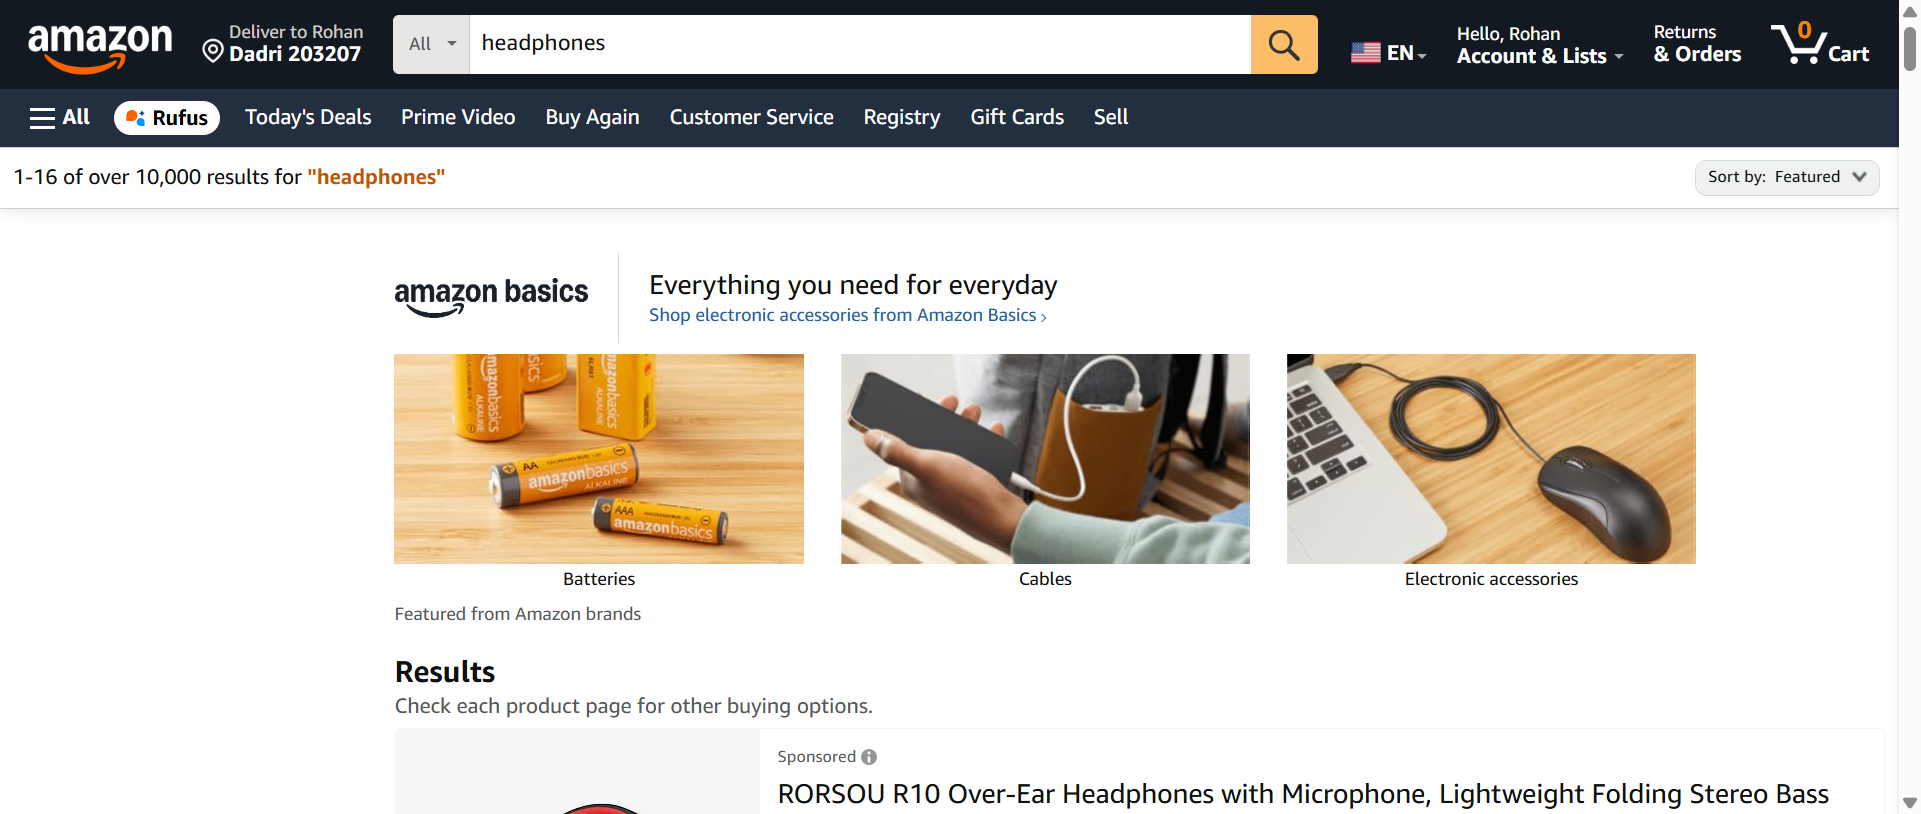 amazon
Deliver to Rohan
Dadri 203207
All
headphones
EN
Hello, Rohan
Account & Lists
Returns
& Orders
0
Cart
All
Rufus
Today's Deals
Prime Video
Buy Again
Customer Service
Registry
Gift Cards
Sell
1-16 of over 10,000 results for "headphones"
Sort by: Featured
amazon basics
Everything you need for everyday
Shop electronic accessories from Amazon Basics ›
amazonbasics
ALKALINE
AA
amazonbasics
ALKALINE
AAA
amazonbasics
Batteries
Cables
Electronic accessories
Featured from Amazon brands
Results
Check each product page for other buying options.
Sponsored
RORSOU R10 Over-Ear Headphones with Microphone, Lightweight Folding Stereo Bass